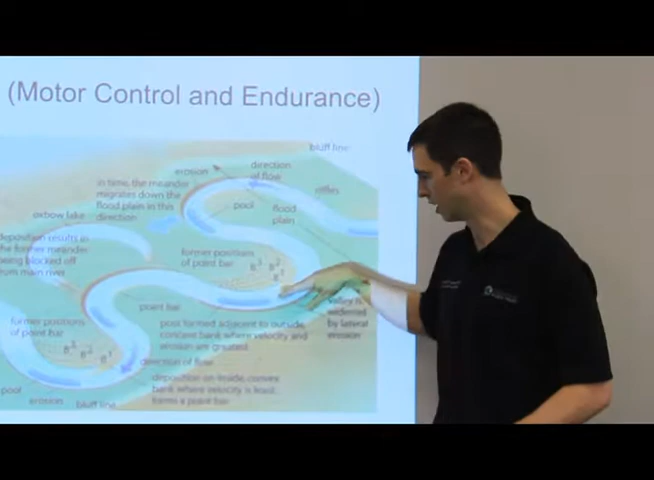 (Motor Control and Endurance)
bluff line
erosion
direction
of flow
in time, the meander
migrates down the
flood plain in this
direction
riffles
pool
flood
plain
oxbow lake
deposition results in
the former meander
being blocked off
from main river
former positions
of point bar
point bar
valley is
widened
by lateral
erosion
pool formed adjacent to outside,
concave bank where velocity and
erosion are greatest
former positions
of point bar
direction of flow
deposition on inside, convex
bank where velocity is least,
forms a point bar
pool
erosion
bluff line